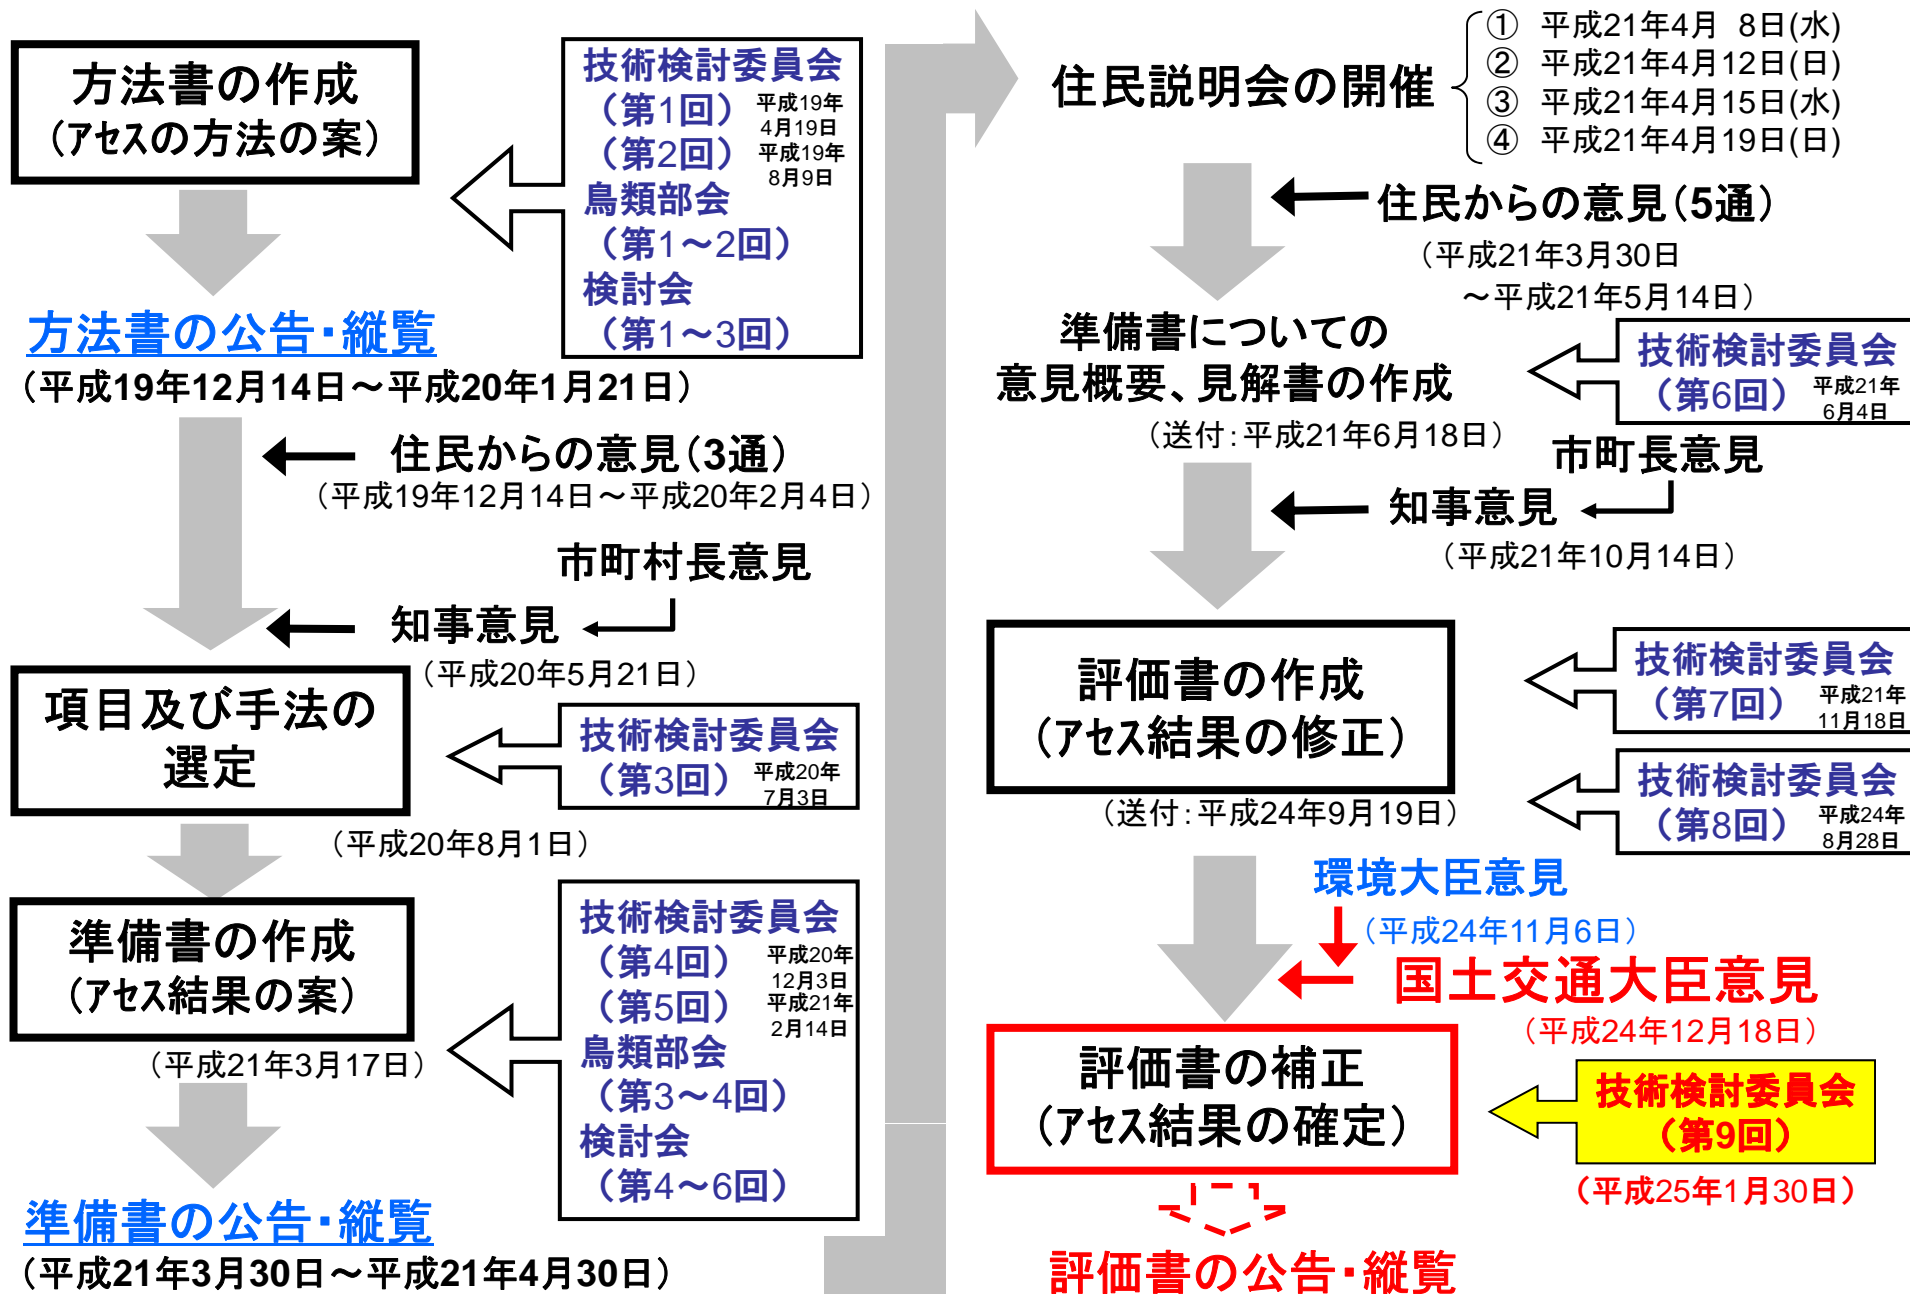 方法書の作成
（アセスの方法の案）
技術検討委員会
（第1回） 平成19年
4月19日
（第2回） 平成19年
8月9日
鳥類部会
（第1～2回）
検討会
（第1～3回）
方法書の公告・縦覧
（平成19年12月14日～平成20年1月21日）
住民からの意見（3通）
（平成19年12月14日～平成20年2月4日）
市町村長意見
知事意見
（平成20年5月21日）
項目及び手法の
選定
技術検討委員会
（第3回） 平成20年
7月3日
（平成20年8月1日）
準備書の作成
（アセス結果の案）
（平成21年3月17日）
技術検討委員会
（第4回） 平成20年
12月3日
（第5回） 平成21年
2月14日
鳥類部会
（第3～4回）
検討会
（第4～6回）
準備書の公告・縦覧
（平成21年3月30日～平成21年4月30日）
住民説明会の開催
① 平成21年4月 8日(水)
② 平成21年4月12日(日)
③ 平成21年4月15日(水)
④ 平成21年4月19日(日)
住民からの意見（5通）
（平成21年3月30日
～平成21年5月14日）
準備書についての
意見概要、見解書の作成
（送付：平成21年6月18日）
技術検討委員会
（第6回） 平成21年
6月4日
市町長意見
知事意見
（平成21年10月14日）
評価書の作成
（アセス結果の修正）
（送付：平成24年9月19日）
技術検討委員会
（第7回） 平成21年
11月18日
技術検討委員会
（第8回） 平成24年
8月28日
環境大臣意見
（平成24年11月6日）
国土交通大臣意見
（平成24年12月18日）
評価書の補正
（アセス結果の確定）
技術検討委員会
（第9回）
（平成25年1月30日）
評価書の公告・縦覧